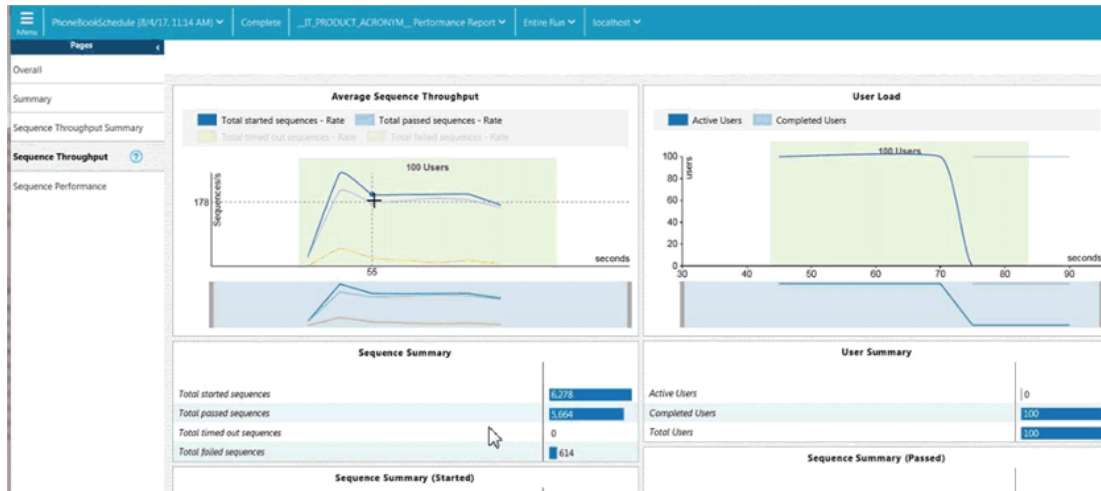 Menu
PhoneBookSchedule (8/4/17, 11:14 AM)
Complete
__IT_PRODUCT_ACRONYM__ Performance Report
Entire Run
localhost
Pages
Overall
Summary
Sequence Throughput Summary
Sequence Throughput
?
Sequence Performance
Average Sequence Throughput
Total started sequences - Rate Total passed sequences - Rate
Total timed out sequences - Rate Total failed sequences - Rate
100 Users
178
Sequences/s
seconds
55
User Load
Active Users Completed Users
100 Users
100
80
60
40
20
0
users
seconds
30 40 50 60 70 80 90
Sequence Summary
Total started sequences 6,278
Total passed sequences 5,664
Total timed out sequences 0
Total failed sequences 614
User Summary
Active Users 0
Completed Users 100
Total Users 100
Sequence Summary (Started)
Sequence Summary (Passed)